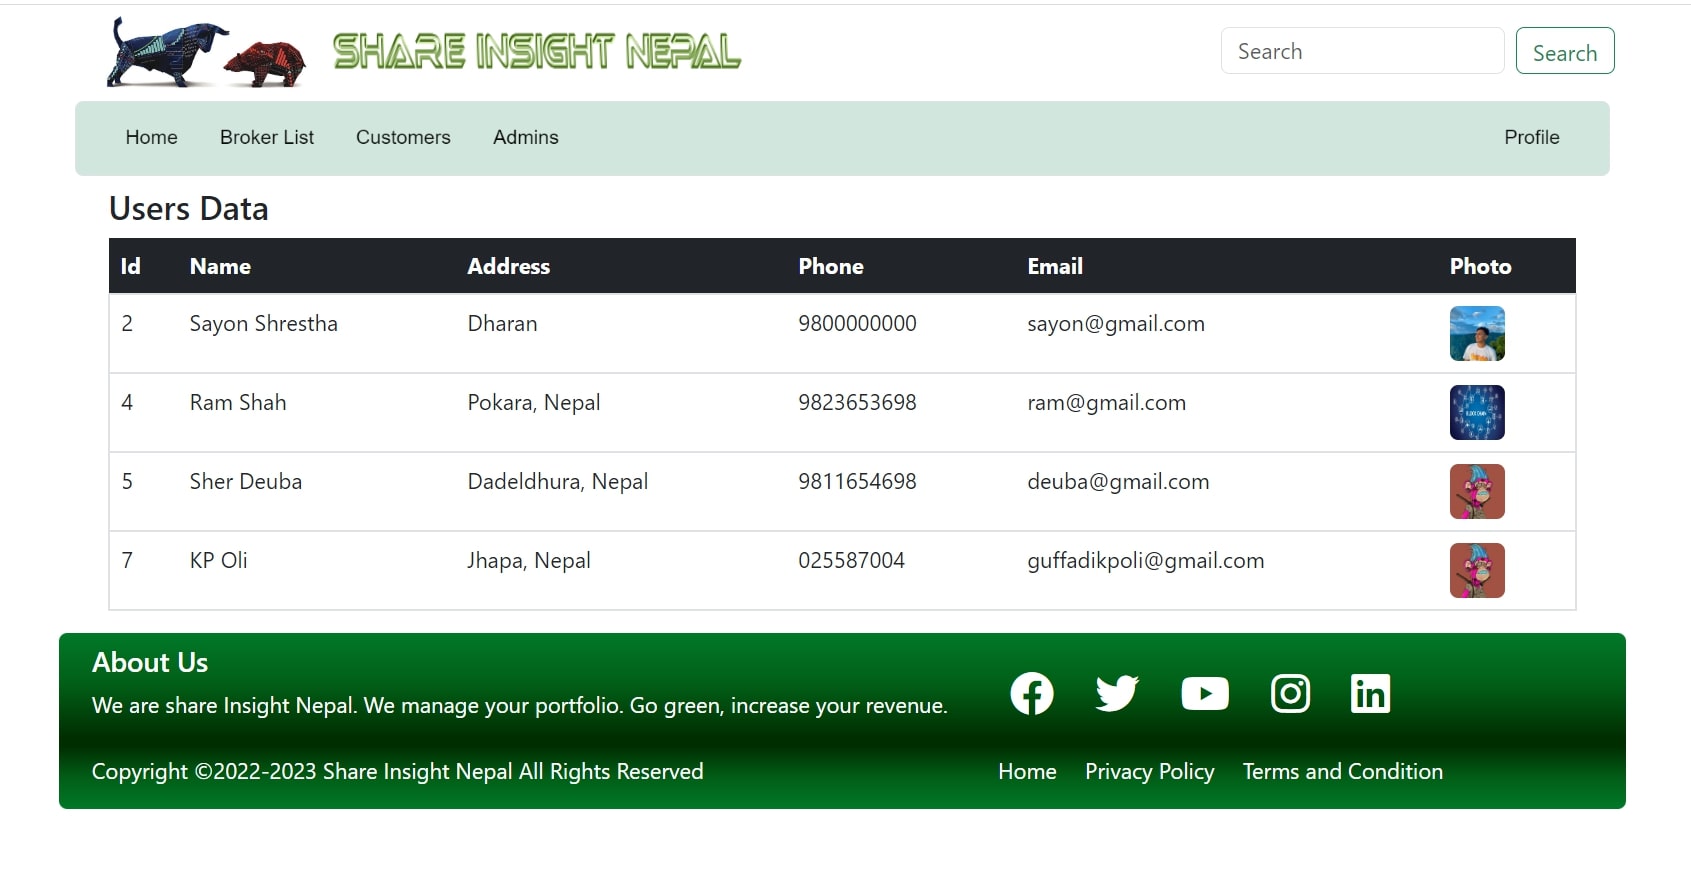 SHARE INSIGHT NEPAL
Search Search
Home Broker List Customers Admins Profile
Users Data
Id Name Address Phone Email Photo
2 Sayon Shrestha Dharan 9800000000 sayon@gmail.com
4 Ram Shah Pokara, Nepal 9823653698 ram@gmail.com
5 Sher Deuba Dadeldhura, Nepal 9811654698 deuba@gmail.com
7 KP Oli Jhapa, Nepal 025587004 guffadikpoli@gmail.com
About Us
We are share Insight Nepal. We manage your portfolio. Go green, increase your revenue.
Copyright ©2022-2023 Share Insight Nepal All Rights Reserved Home Privacy Policy Terms and Condition